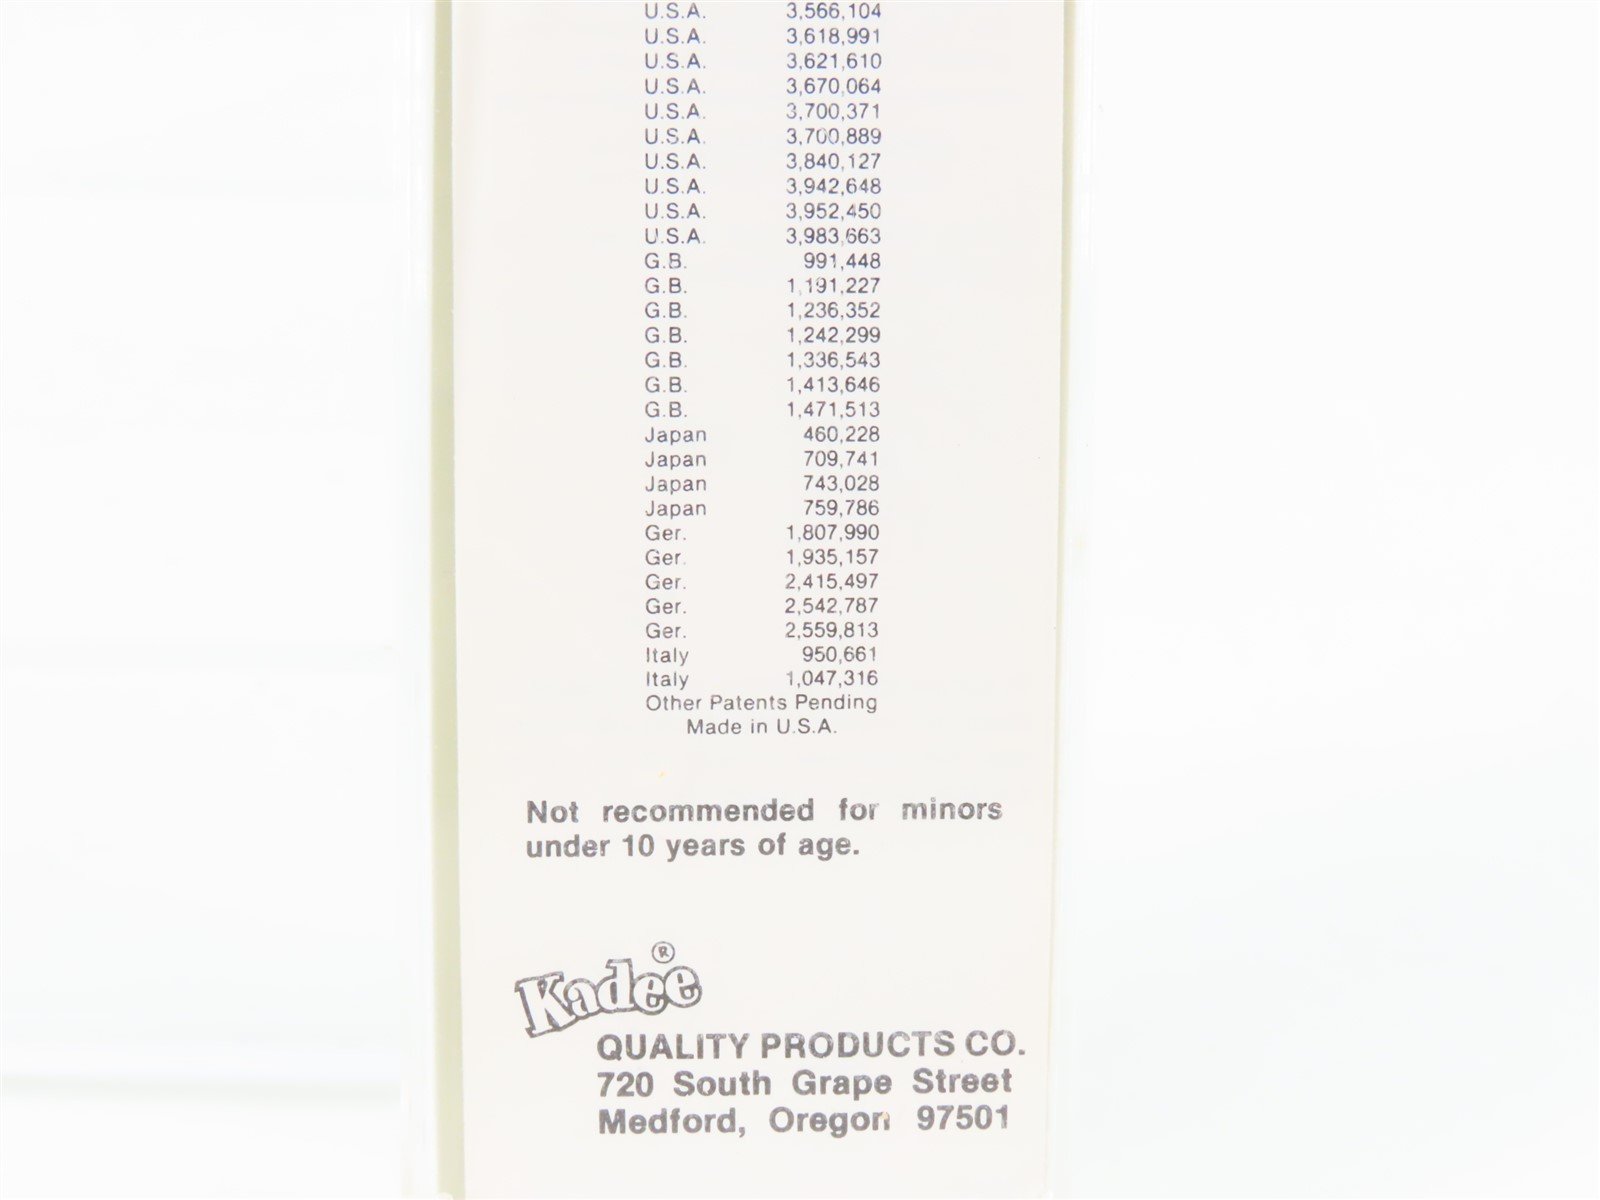 U.S.A. 3,566,104
U.S.A. 3,618,991
U.S.A. 3,621,610
U.S.A. 3,670,064
U.S.A. 3,700,371
U.S.A. 3,700,889
U.S.A. 3,840,127
U.S.A. 3,942,648
U.S.A. 3,952,450
U.S.A. 3,983,663
G.B. 991,448
G.B. 1,191,227
G.B. 1,236,352
G.B. 1,242,299
G.B. 1,336,543
G.B. 1,413,646
G.B. 1,471,513
Japan 460,228
Japan 709,741
Japan 743,028
Japan 759,786
Ger. 1,807,990
Ger. 1,935,157
Ger. 2,415,497
Ger. 2,542,787
Ger. 2,559,813
Italy 950,661
Italy 1,047,316
Other Patents Pending
Made in U.S.A.
Not recommended for minors
under 10 years of age.
Kadee®
QUALITY PRODUCTS CO.
720 South Grape Street
Medford, Oregon 97501